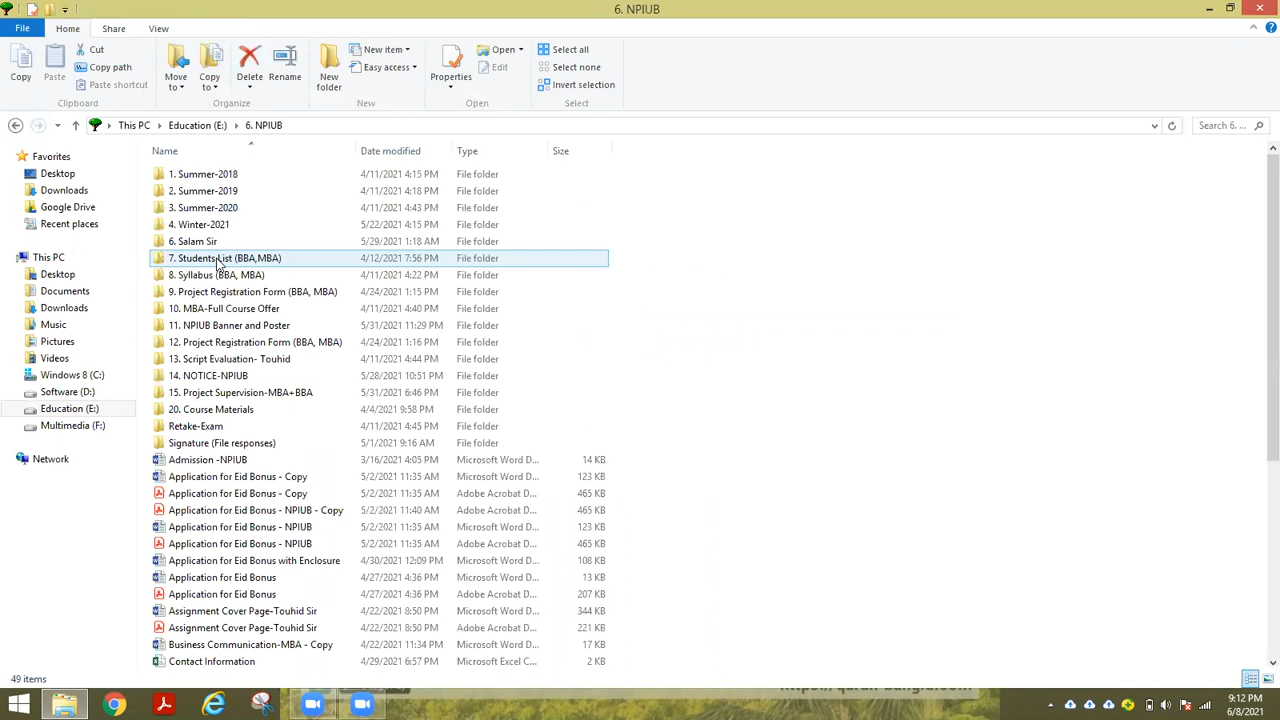 6. NPIUB
File Home Share View
Copy
Paste
Cut
Copy path
Paste shortcut
Clipboard
Move to
Copy to
Delete
Rename
Organize
New folder
New item
Easy access
New
Properties
Open
Edit
Open
Select all
Select none
Invert selection
Select
This PC Education (E:) 6. NPIUB
Search 6. ...
Favorites
Desktop
Downloads
Google Drive
Recent places
This PC
Desktop
Documents
Downloads
Music
Pictures
Videos
Windows 8 (C:)
Software (D:)
Education (E:)
Multimedia (F:)
Network
Name Date modified Type Size
1. Summer-2018 4/11/2021 4:15 PM File folder
2. Summer-2019 4/11/2021 4:18 PM File folder
3. Summer-2020 4/11/2021 4:43 PM File folder
4. Winter-2021 5/22/2021 4:15 PM File folder
6. Salam Sir 5/29/2021 1:18 AM File folder
7. Students List (BBA,MBA) 4/12/2021 7:56 PM File folder
8. Syllabus (BBA, MBA) 4/11/2021 4:22 PM File folder
9. Project Registration Form (BBA, MBA) 4/24/2021 1:15 PM File folder
10. MBA-Full Course Offer 4/11/2021 4:40 PM File folder
11. NPIUB Banner and Poster 5/31/2021 11:29 PM File folder
12. Project Registration Form (BBA, MBA) 4/24/2021 1:16 PM File folder
13. Script Evaluation- Touhid 4/11/2021 4:44 PM File folder
14. NOTICE-NPIUB 5/28/2021 10:51 PM File folder
15. Project Supervision-MBA+BBA 5/31/2021 6:46 PM File folder
20. Course Materials 4/4/2021 9:58 PM File folder
Retake-Exam 4/11/2021 4:45 PM File folder
Signature (File responses) 5/1/2021 9:16 AM File folder
Admission -NPIUB 3/16/2021 4:05 PM Microsoft Word D... 14 KB
Application for Eid Bonus - Copy 5/2/2021 11:35 AM Microsoft Word D... 123 KB
Application for Eid Bonus - Copy 5/2/2021 11:35 AM Adobe Acrobat D... 465 KB
Application for Eid Bonus - NPIUB - Copy 5/2/2021 11:40 AM Adobe Acrobat D... 465 KB
Application for Eid Bonus - NPIUB 5/2/2021 11:35 AM Microsoft Word D... 123 KB
Application for Eid Bonus - NPIUB 5/2/2021 11:35 AM Adobe Acrobat D... 465 KB
Application for Eid Bonus with Enclosure 4/30/2021 12:09 PM Microsoft Word D... 108 KB
Application for Eid Bonus 4/27/2021 4:36 PM Microsoft Word D... 13 KB
Application for Eid Bonus 4/27/2021 4:36 PM Adobe Acrobat D... 207 KB
Assignment Cover Page-Touhid Sir 4/22/2021 8:50 PM Microsoft Word D... 344 KB
Assignment Cover Page-Touhid Sir 4/22/2021 8:50 PM Adobe Acrobat D... 221 KB
Business Communication-MBA - Copy 4/22/2021 11:34 PM Microsoft Word D... 17 KB
Contact Information 4/29/2021 6:57 PM Microsoft Excel C... 2 KB
49 items
9:12 PM
6/8/2021